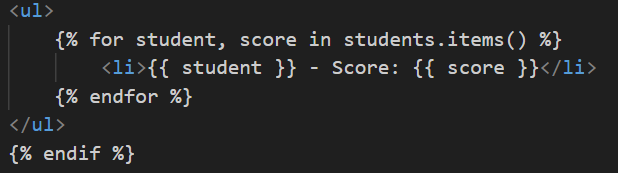 <ul>
{% for student, score in students.items() %}
<li>{{ student }} - Score: {{ score }}</li>
{% endfor %}
</ul>
{% endif %}